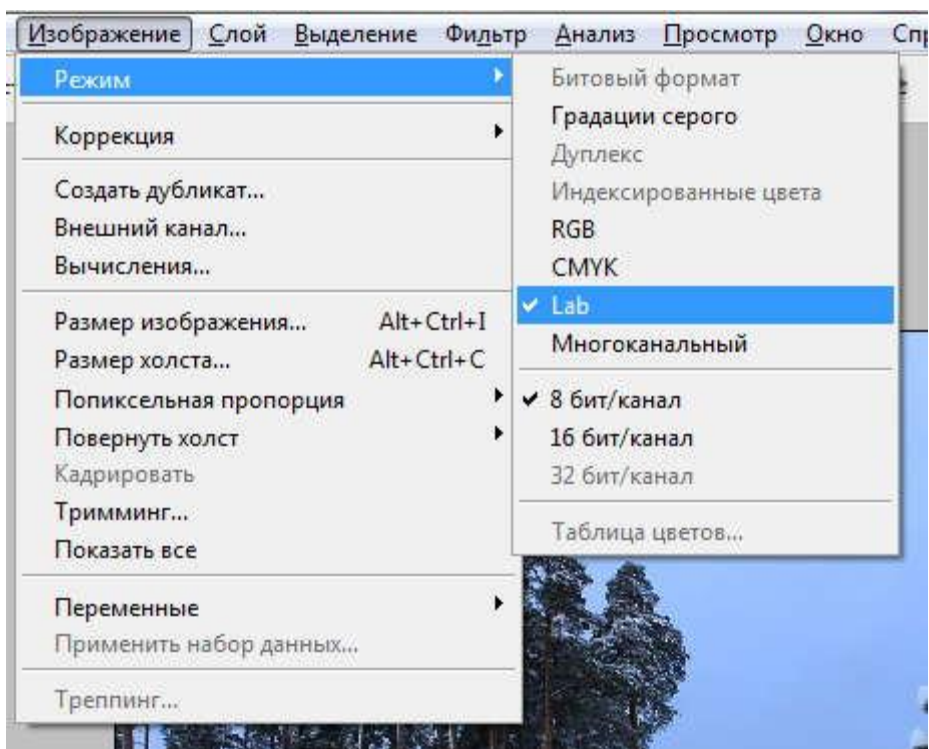 Изображение Слой Выделение Фильтр Анализ Просмотр Окно
Режим
Коррекция
Создать дубликат...
Внешний канал...
Вычисления...
Размер изображения... Alt+Ctrl+I
Размер холста... Alt+Ctrl+C
Попиксельная пропорция
Повернуть холст
Кадрировать
Тримминг...
Показать все
Переменные
Применить набор данных...
Треппинг...
Битовый формат
Градации серого
Дуплекс
Индексированные цвета
RGB
CMYK
Lab
Многоканальный
8 бит/канал
16 бит/канал
32 бит/канал
Таблица цветов...